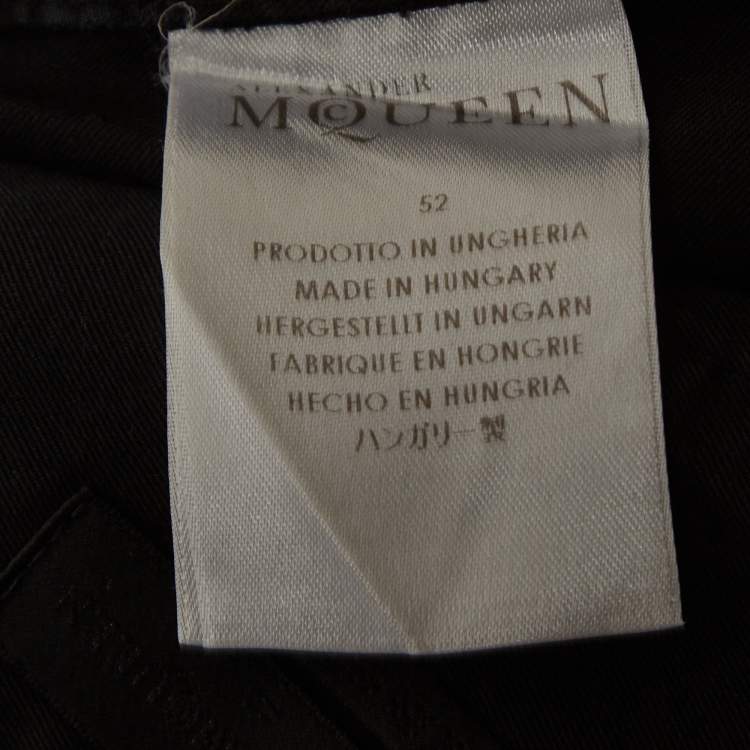 ALEXANDER
McQUEEN
52
PRODOTTO IN UNGHERIA
MADE IN HUNGARY
HERGESTELLT IN UNGARN
FABRIQUE EN HONGRIE
HECHO EN HUNGRIA
ハンガリー製